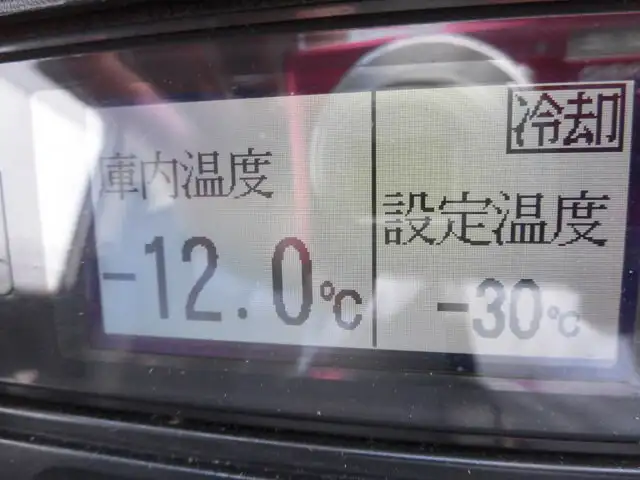 冷却
庫内温度
設定温度
-12.0℃
-30℃